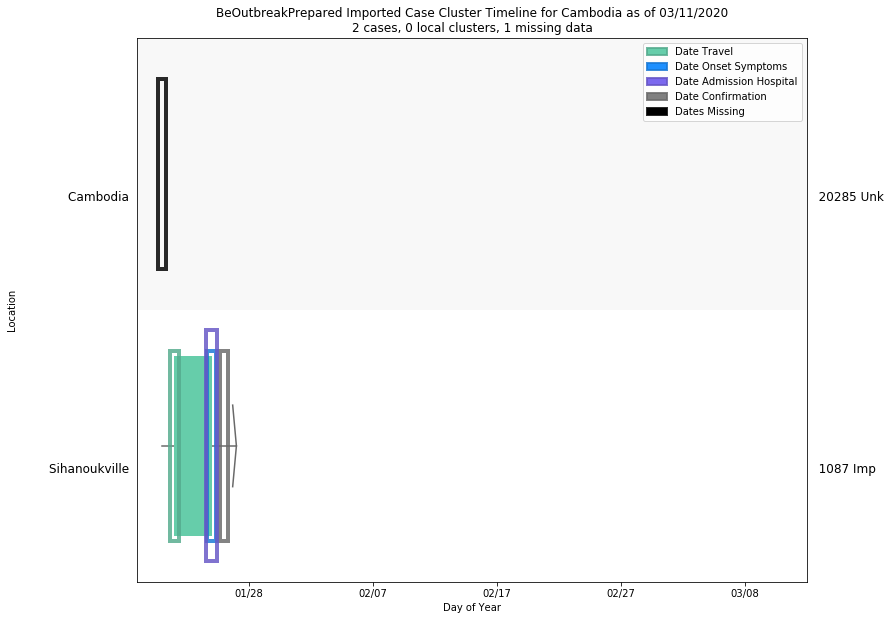 BeOutbreakPrepared Imported Case Cluster Timeline for Cambodia as of 03/11/2020
2 cases, 0 local clusters, 1 missing data
Date Travel
Date Onset Symptoms
Date Admission Hospital
Date Confirmation
Dates Missing
Cambodia
20285 Unk
Location
Sihanoukville
1087 Imp
01/28
02/07
02/17
02/27
03/08
Day of Year